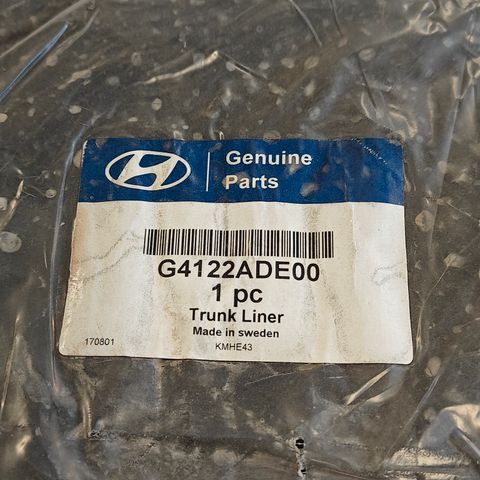 Genuine
Parts
G4122ADE00
1 pc
Trunk Liner
Made in sweden
170801
KMHE43